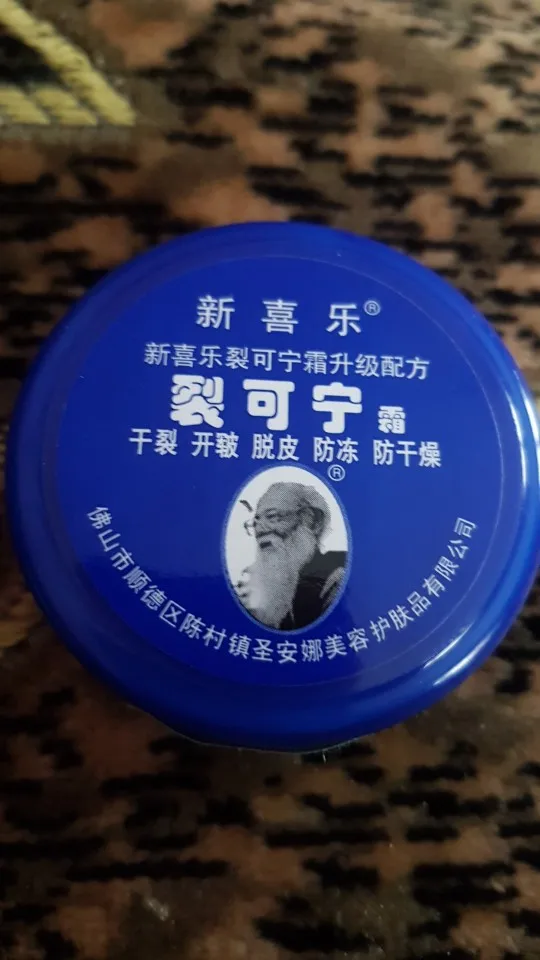 新喜乐®
新喜乐裂可宁霜升级配方
裂可宁霜
干裂 开皲 脱皮 防冻 防干燥
®
佛山市顺德区陈村镇圣安娜美容护肤品有限公司